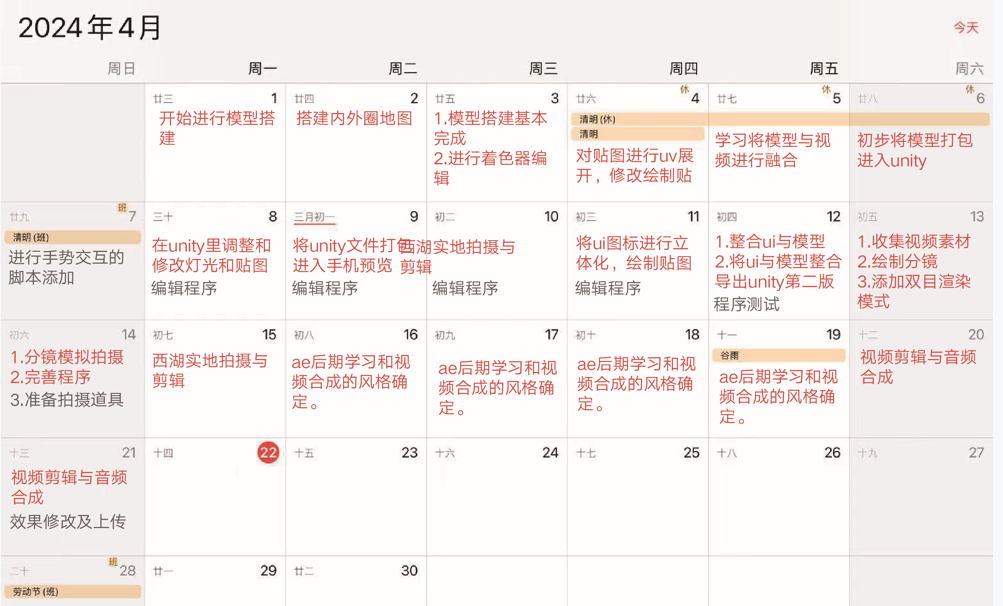 2024年4月
今天
周日 周一 周二 周三 周四 周五 周六
廿三 1
开始进行模型搭
建
廿四 2
搭建内外圈地图
廿五 3
1.模型搭建基本
完成
2.进行着色器编
辑
廿六 休 4
清明 (休)
清明
对贴图进行uv展
开，修改绘制贴
廿七 休 5
学习将模型与视
频进行融合
廿八 休 6
初步将模型打包
进入unity
廿九 班 7
清明 (班)
进行手势交互的
脚本添加
三十 8
在unity里调整和
修改灯光和贴图
编辑程序
三月初一 9
将unity文件打包
进入手机预览
编辑程序
初二 10
西湖实地拍摄与
剪辑
编辑程序
初三 11
将ui图标进行立
体化，绘制贴图
编辑程序
初四 12
1.整合ui与模型
2.将ui与模型整合
导出unity第二版
程序测试
初五 13
1.收集视频素材
2.绘制分镜
3.添加双目渲染
模式
初六 14
1.分镜模拟拍摄
2.完善程序
3.准备拍摄道具
初七 15
西湖实地拍摄与
剪辑
初八 16
ae后期学习和视
频合成的风格确
定。
初九 17
ae后期学习和视
频合成的风格确
定。
初十 18
ae后期学习和视
频合成的风格确
定。
十一 19
谷雨
ae后期学习和视
频合成的风格确
定。
十二 20
视频剪辑与音频
合成
十三 21
视频剪辑与音频
合成
效果修改及上传
十四 22
十五 23
十六 24
十七 25
十八 26
十九 27
二十 班 28
劳动节 (班)
廿一 29
廿二 30